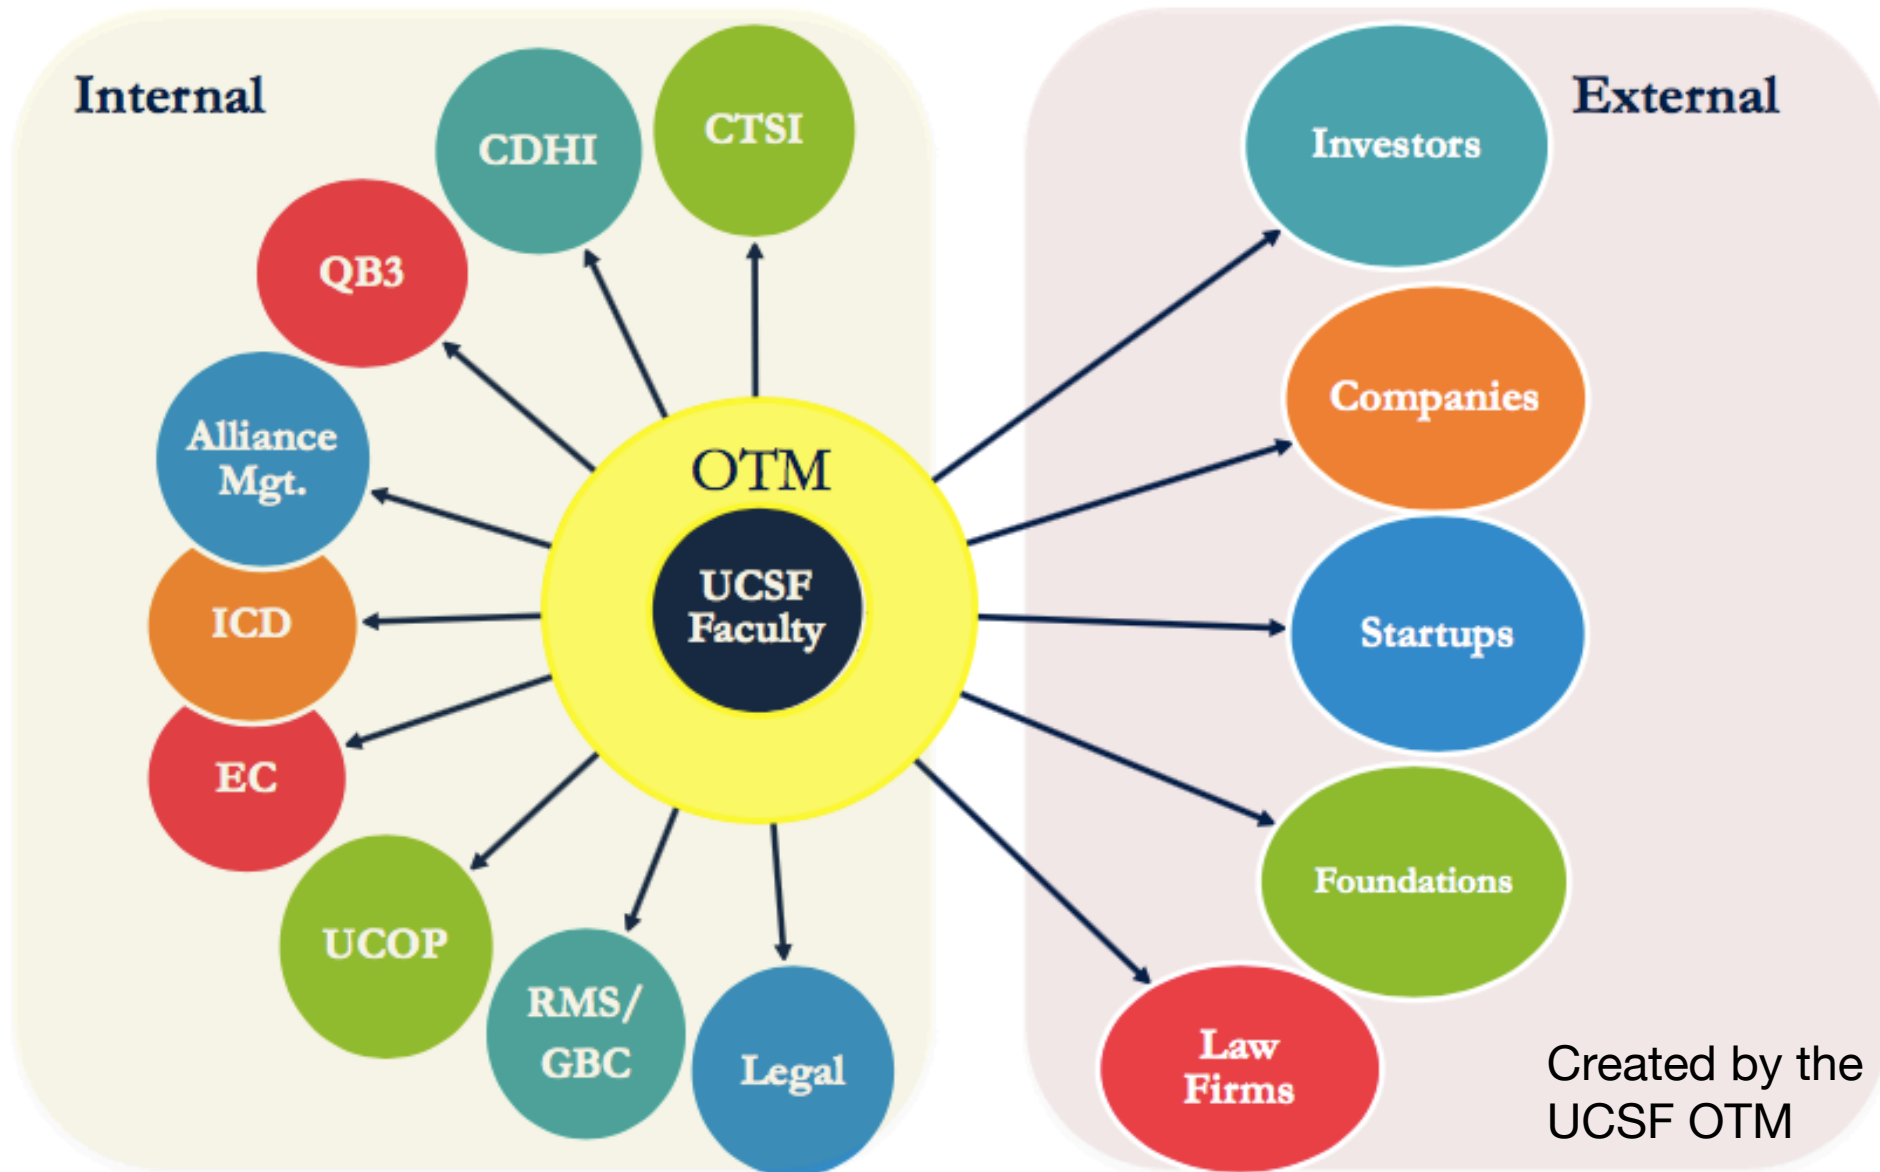 Internal
CDHI
CTSI
QB3
Alliance
Mgt.
ICD
EC
UCOP
RMS/
GBC
Legal
OTM
UCSF
Faculty
External
Investors
Companies
Startups
Foundations
Law
Firms
Created by the
UCSF OTM